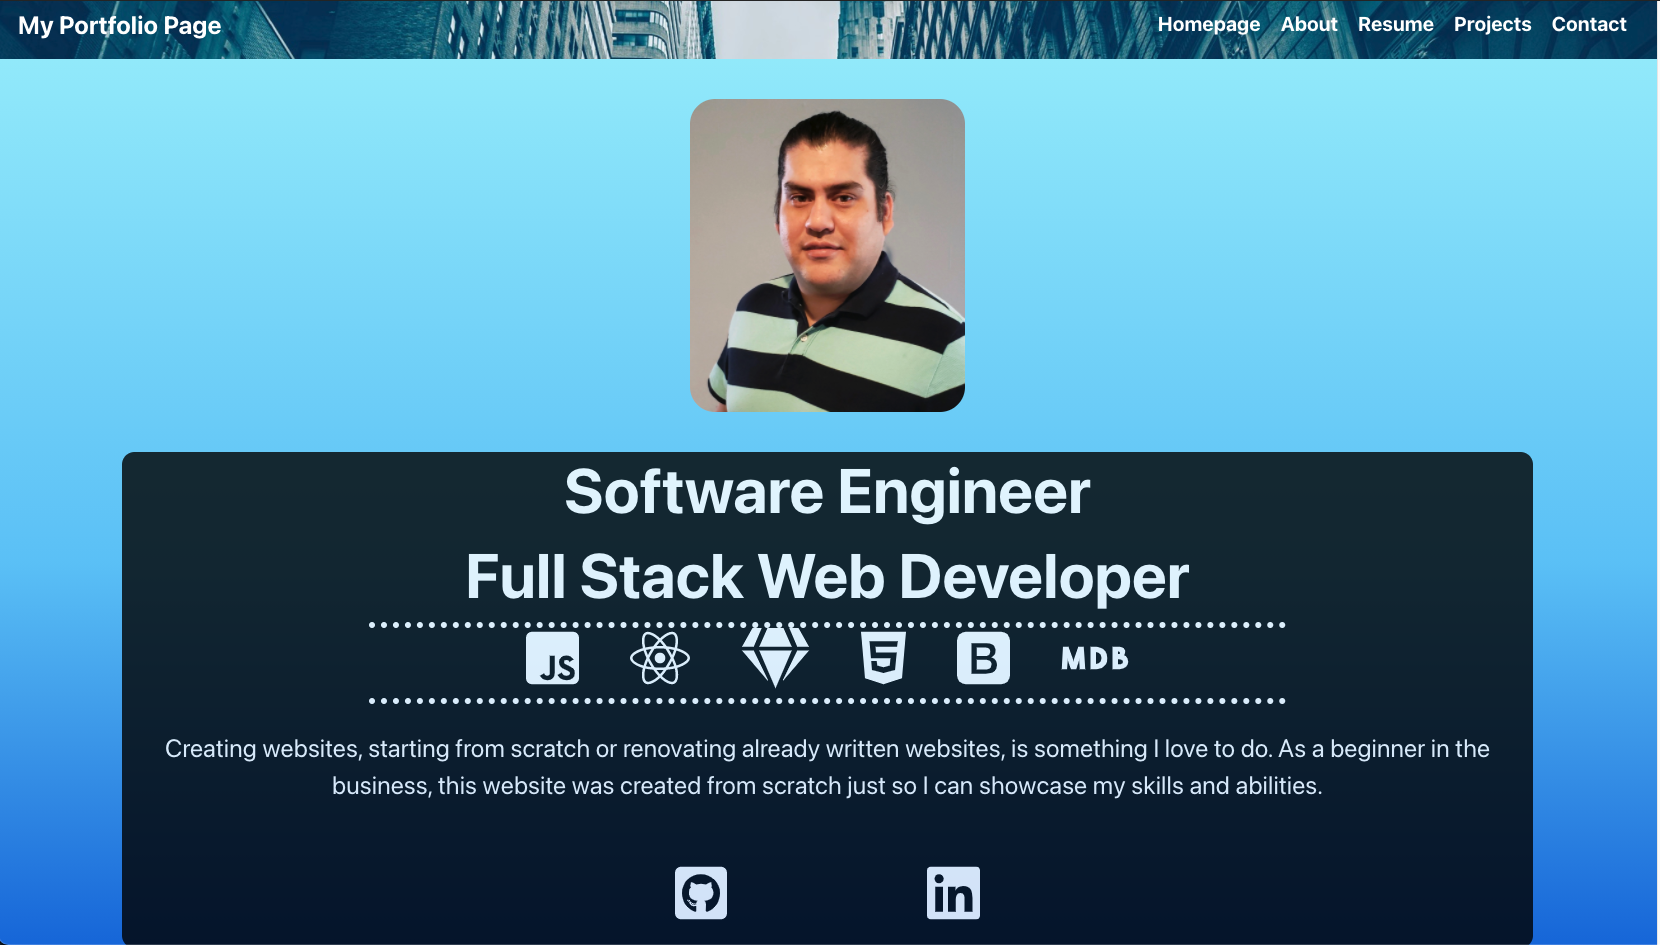 My Portfolio Page
Homepage About Resume Projects Contact
Software Engineer
Full Stack Web Developer
JS 5 B MDB
Creating websites, starting from scratch or renovating already written websites, is something I love to do. As a beginner in the
business, this website was created from scratch just so I can showcase my skills and abilities.
in